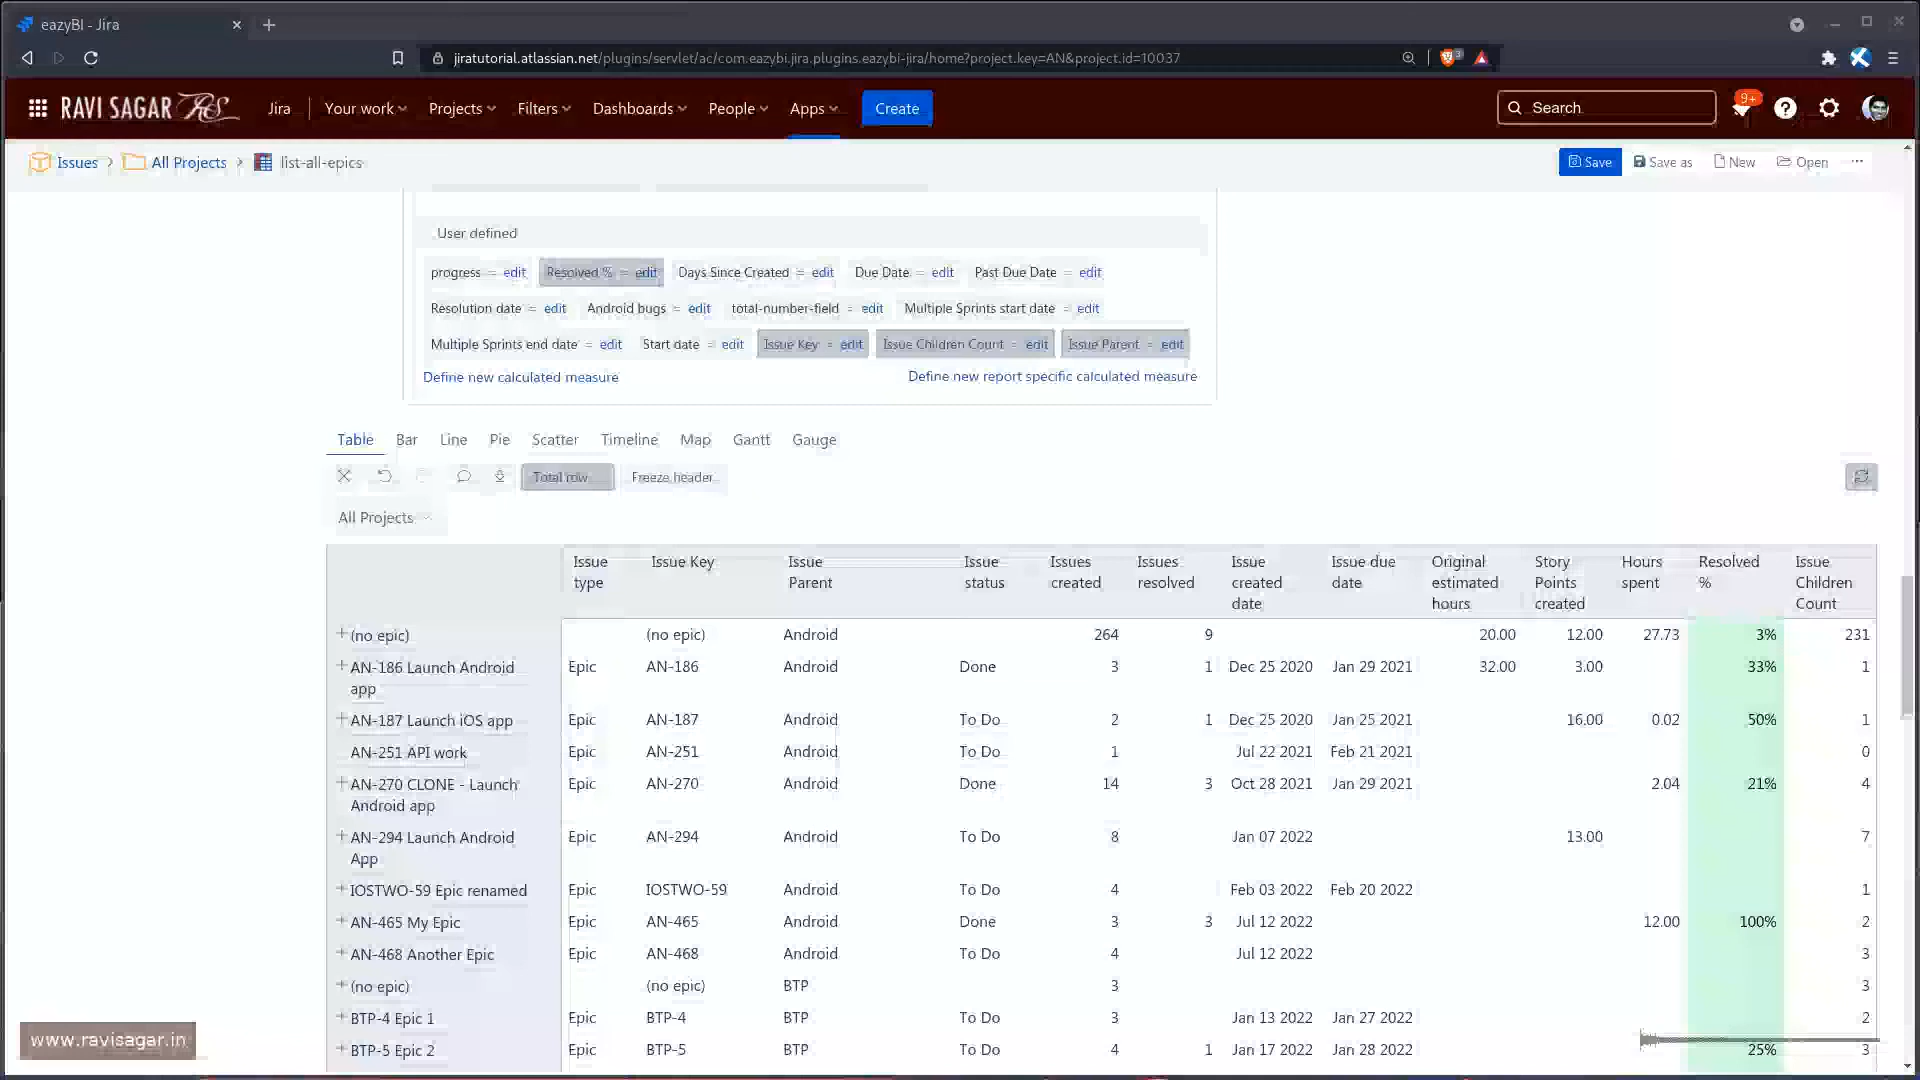 eazyBI - Jira
jiratutorial.atlassian.net/plugins/servlet/ac/com.eazybi.jira.plugins.eazybi-jira/home?project.key=AN&project.id=10037
RAVI SAGAR RS Jira Your work Projects Filters Dashboards People Apps Create Search 9+
Issues All Projects list-all-epics Save Save as New Open ...
User defined
progress = edit Resolved % = edit Days Since Created = edit Due Date = edit Past Due Date = edit
Resolution date = edit Android bugs = edit total-number-field = edit Multiple Sprints start date = edit
Multiple Sprints end date = edit Start date = edit Issue Key = edit Issue Children Count = edit Issue Parent = edit
Define new calculated measure Define new report specific calculated measure
Table Bar Line Pie Scatter Timeline Map Gantt Gauge
Total row Freeze header
All Projects
Issue type Issue Key Issue Parent Issue status Issues created Issues resolved Issue created date Issue due date Original estimated hours Story Points created Hours spent Resolved % Issue Children Count
(no epic) (no epic) Android 264 9 20.00 12.00 27.73 3% 231
AN-186 Launch Android app Epic AN-186 Android Done 3 1 Dec 25 2020 Jan 29 2021 32.00 3.00 33% 1
AN-187 Launch iOS app Epic AN-187 Android To Do 2 1 Dec 25 2020 Jan 25 2021 16.00 0.02 50% 1
AN-251 API work Epic AN-251 Android To Do 1 Jul 22 2021 Feb 21 2021 0
AN-270 CLONE - Launch Android app Epic AN-270 Android Done 14 3 Oct 28 2021 Jan 29 2021 2.04 21% 4
AN-294 Launch Android App Epic AN-294 Android To Do 8 Jan 07 2022 13.00 7
IOSTWO-59 Epic renamed Epic IOSTWO-59 Android To Do 4 Feb 03 2022 Feb 20 2022 1
AN-465 My Epic Epic AN-465 Android Done 3 3 Jul 12 2022 12.00 100% 2
AN-468 Another Epic Epic AN-468 Android To Do 4 Jul 12 2022 3
(no epic) (no epic) BTP 3 3
BTP-4 Epic 1 Epic BTP-4 BTP To Do 3 Jan 13 2022 Jan 27 2022 2
BTP-5 Epic 2 Epic BTP-5 BTP To Do 4 1 Jan 17 2022 Jan 28 2022 25% 3
www.ravisagar.in